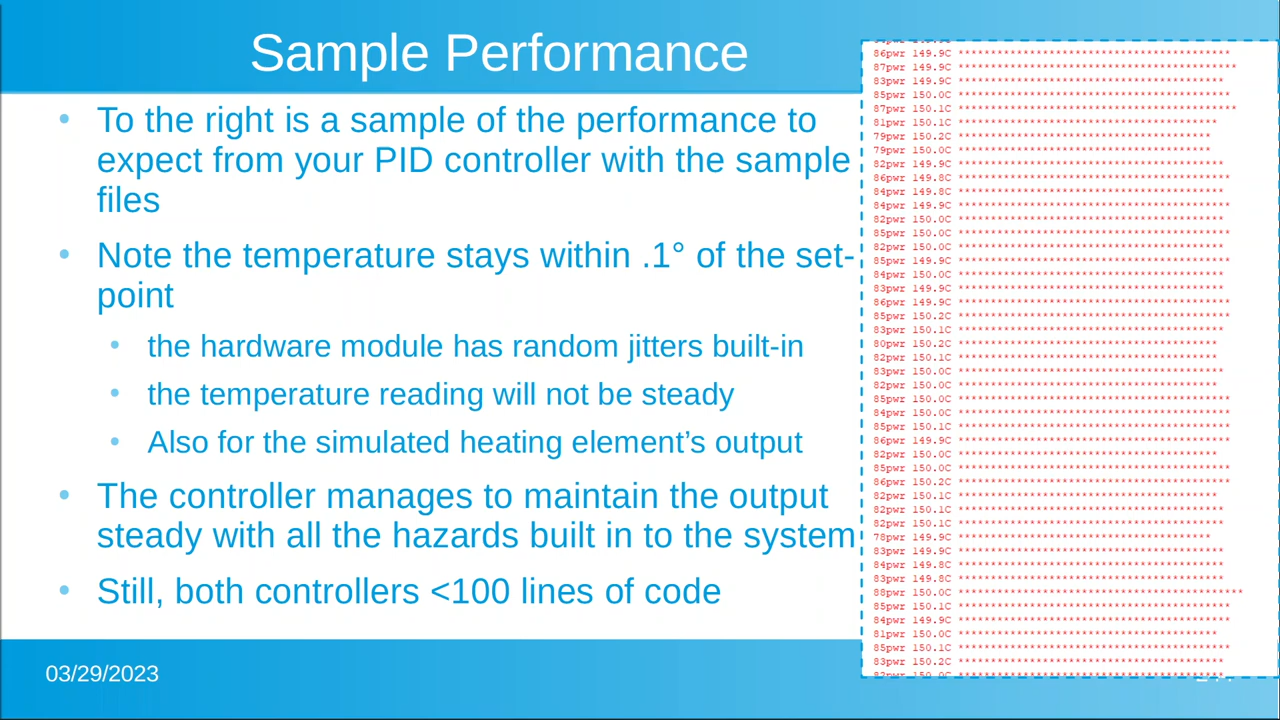 Sample Performance
• To the right is a sample of the performance to
expect from your PID controller with the sample
files
• Note the temperature stays within .1° of the set-
point
• the hardware module has random jitters built-in
• the temperature reading will not be steady
• Also for the simulated heating element’s output
• The controller manages to maintain the output
steady with all the hazards built in to the system
• Still, both controllers <100 lines of code
86pwr 149.9C ******************************************
87pwr 149.9C *******************************************
83pwr 149.9C *****************************************
85pwr 150.0C ******************************************
87pwr 150.1C *******************************************
81pwr 150.1C ****************************************
79pwr 150.2C ***************************************
79pwr 150.0C ***************************************
82pwr 149.9C *****************************************
86pwr 149.8C ******************************************
84pwr 149.8C *****************************************
84pwr 149.9C ******************************************
82pwr 150.0C *****************************************
85pwr 150.0C ******************************************
82pwr 150.0C *****************************************
85pwr 149.9C ******************************************
84pwr 150.0C *****************************************
83pwr 149.9C *****************************************
86pwr 149.9C ******************************************
85pwr 150.2C ******************************************
83pwr 150.1C *****************************************
80pwr 150.2C ****************************************
82pwr 150.1C ****************************************
83pwr 150.0C *****************************************
82pwr 150.0C ****************************************
85pwr 150.0C ******************************************
84pwr 150.0C *****************************************
85pwr 150.1C ******************************************
86pwr 149.9C ******************************************
82pwr 150.0C ****************************************
85pwr 150.0C ******************************************
86pwr 150.2C ******************************************
82pwr 150.1C ****************************************
82pwr 150.1C *****************************************
82pwr 150.1C *****************************************
78pwr 149.9C ***************************************
83pwr 149.9C *****************************************
84pwr 149.8C *****************************************
83pwr 149.8C *****************************************
88pwr 150.0C ********************************************
85pwr 150.1C ******************************************
84pwr 149.9C ******************************************
81pwr 150.0C ****************************************
85pwr 150.1C ******************************************
83pwr 150.2C *****************************************
82pwr 150.0C *****************************************
03/29/2023